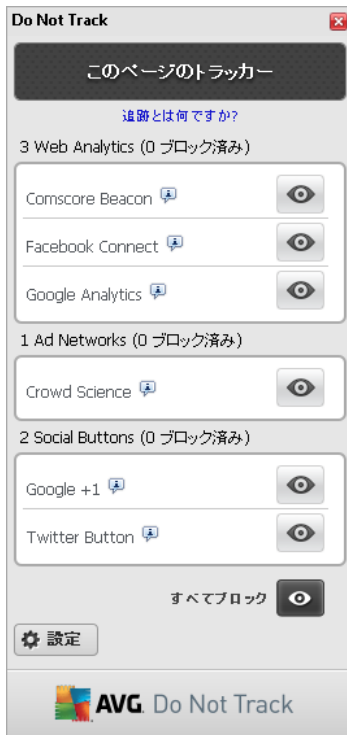 Do Not Track
このページのトラッカー
追跡とは何ですか?
3 Web Analytics (0 ブロック済み)
Comscore Beacon
Facebook Connect
Google Analytics
1 Ad Networks (0 ブロック済み)
Crowd Science
2 Social Buttons (0 ブロック済み)
Google +1
Twitter Button
すべてブロック
設定
AVG. Do Not Track